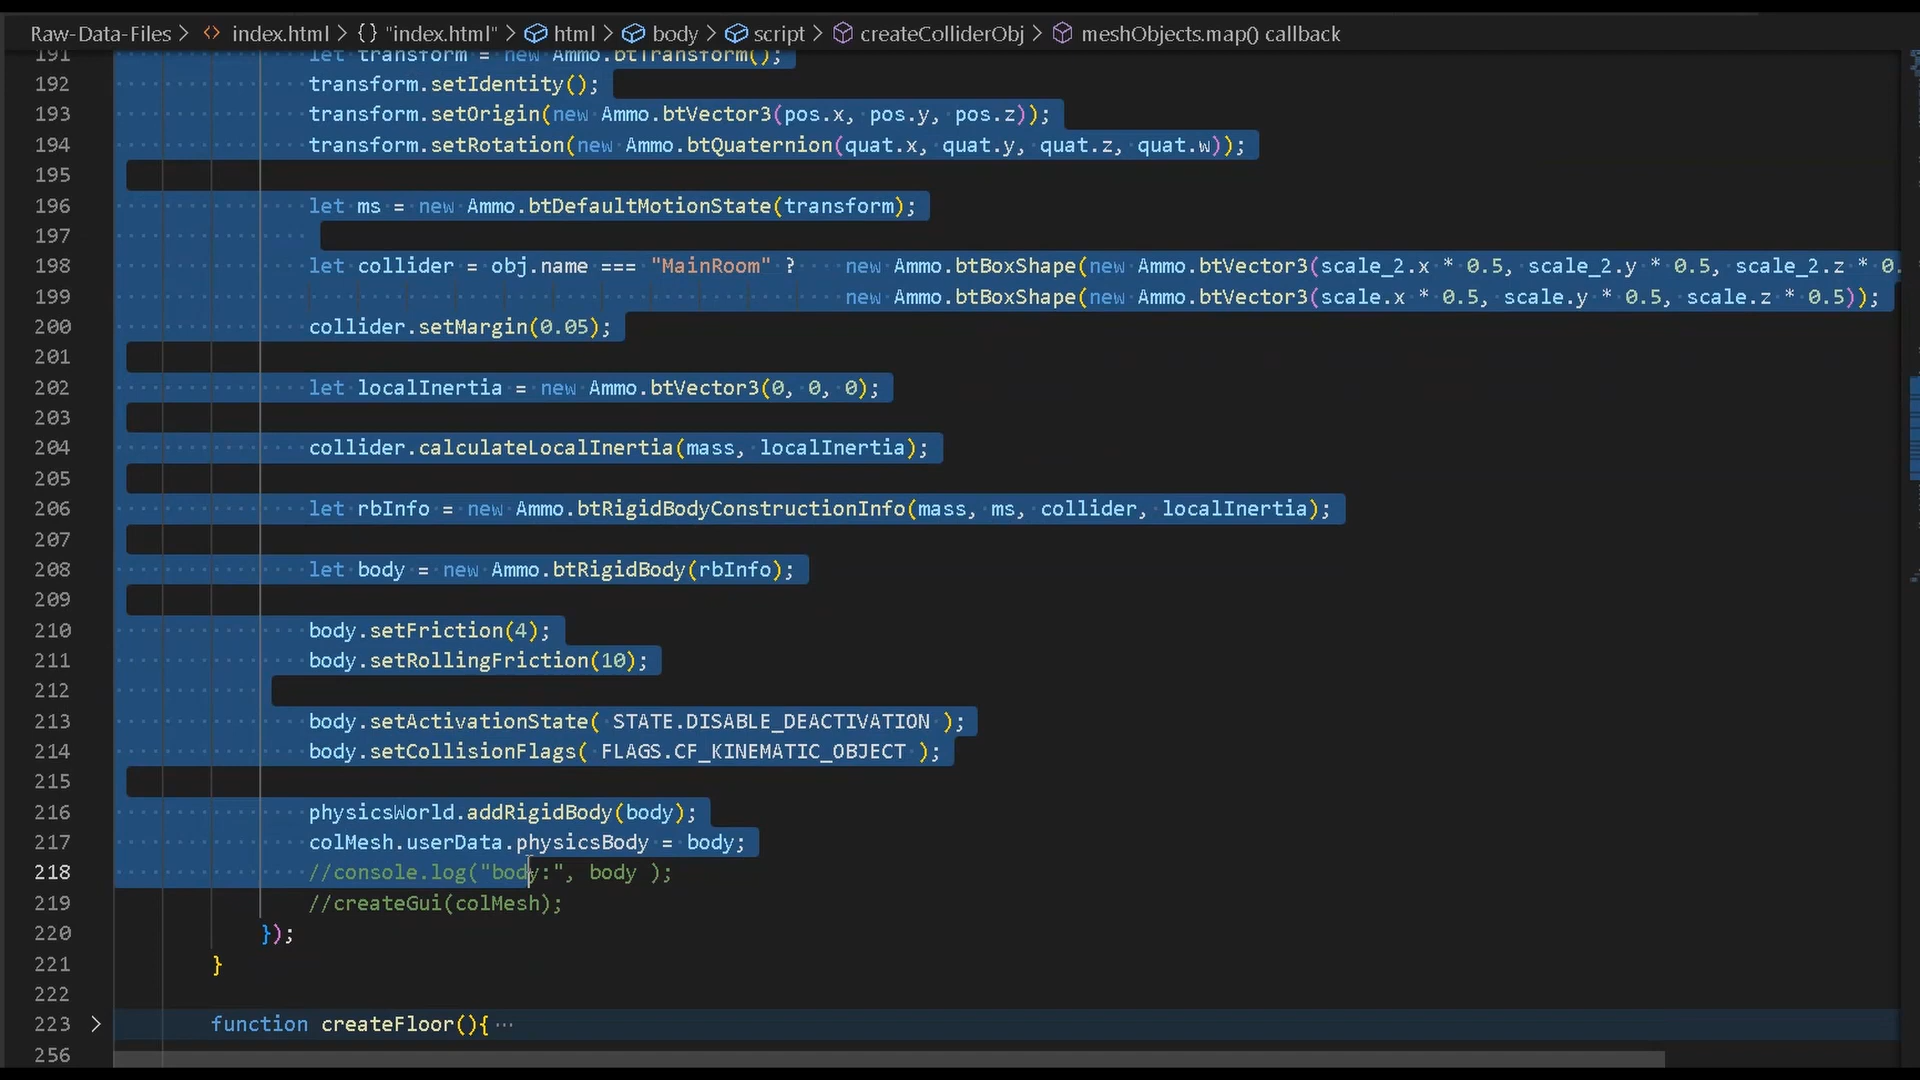 Raw-Data-Files > <> index.html > {} "index.html" > html > body > script > createColliderObj > meshObjects.map() callback
191 let transform = new Ammo.btTransform();
192 transform.setIdentity();
193 transform.setOrigin(new Ammo.btVector3(pos.x, pos.y, pos.z));
194 transform.setRotation(new Ammo.btQuaternion(quat.x, quat.y, quat.z, quat.w));
195
196 let ms = new Ammo.btDefaultMotionState(transform);
197
198 let collider = obj.name === "MainRoom" ? new Ammo.btBoxShape(new Ammo.btVector3(scale_2.x * 0.5, scale_2.y * 0.5, scale_2.z * 0.
199 new Ammo.btBoxShape(new Ammo.btVector3(scale.x * 0.5, scale.y * 0.5, scale.z * 0.5));
200 collider.setMargin(0.05);
201
202 let localInertia = new Ammo.btVector3(0, 0, 0);
203
204 collider.calculateLocalInertia(mass, localInertia);
205
206 let rbInfo = new Ammo.btRigidBodyConstructionInfo(mass, ms, collider, localInertia);
207
208 let body = new Ammo.btRigidBody(rbInfo);
209
210 body.setFriction(4);
211 body.setRollingFriction(10);
212
213 body.setActivationState( STATE.DISABLE_DEACTIVATION );
214 body.setCollisionFlags( FLAGS.CF_KINEMATIC_OBJECT );
215
216 physicsWorld.addRigidBody(body);
217 colMesh.userData.physicsBody = body;
218 //console.log("body:", body );
219 //createGui(colMesh);
220 });
221 }
222
223 > function createFloor(){ ...
256